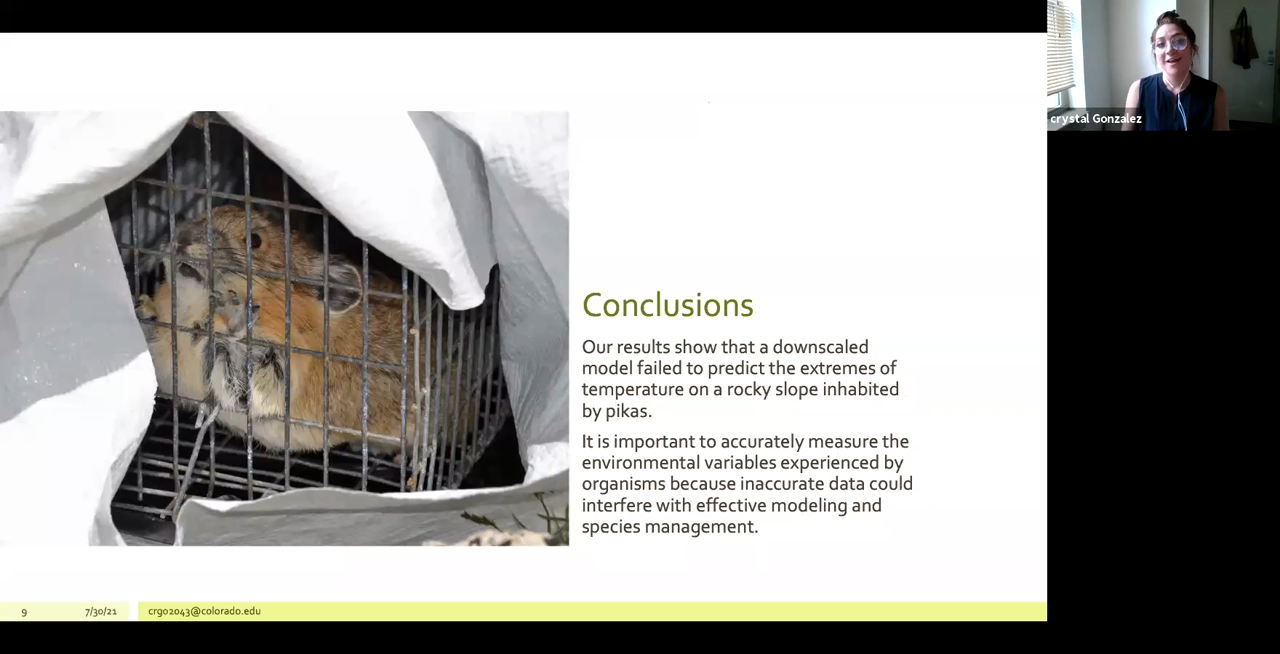 crystal Gonzalez
Conclusions
Our results show that a downscaled
model failed to predict the extremes of
temperature on a rocky slope inhabited
by pikas.
It is important to accurately measure the
environmental variables experienced by
organisms because inaccurate data could
interfere with effective modeling and
species management.
9
7/30/21
crgo2043@colorado.edu